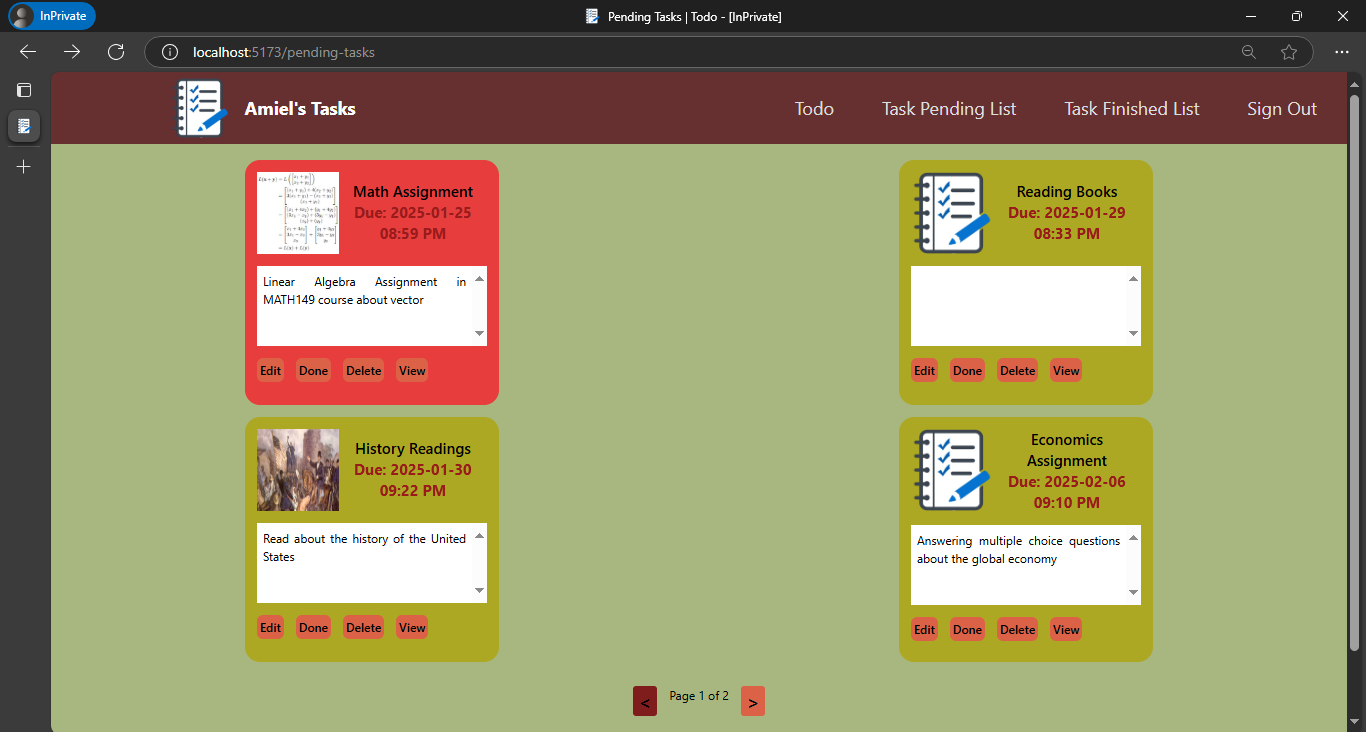 InPrivate
Pending Tasks | Todo - [InPrivate]
localhost:5173/pending-tasks
Amiel's Tasks
Todo
Task Pending List
Task Finished List
Sign Out
Math Assignment
Due: 2025-01-25
08:59 PM
Linear Algebra Assignment in
MATH149 course about vector
Edit Done Delete View
Reading Books
Due: 2025-01-29
08:33 PM
Edit Done Delete View
History Readings
Due: 2025-01-30
09:22 PM
Read about the history of the United
States
Edit Done Delete View
Economics
Assignment
Due: 2025-02-06
09:10 PM
Answering multiple choice questions
about the global economy
Edit Done Delete View
< Page 1 of 2 >